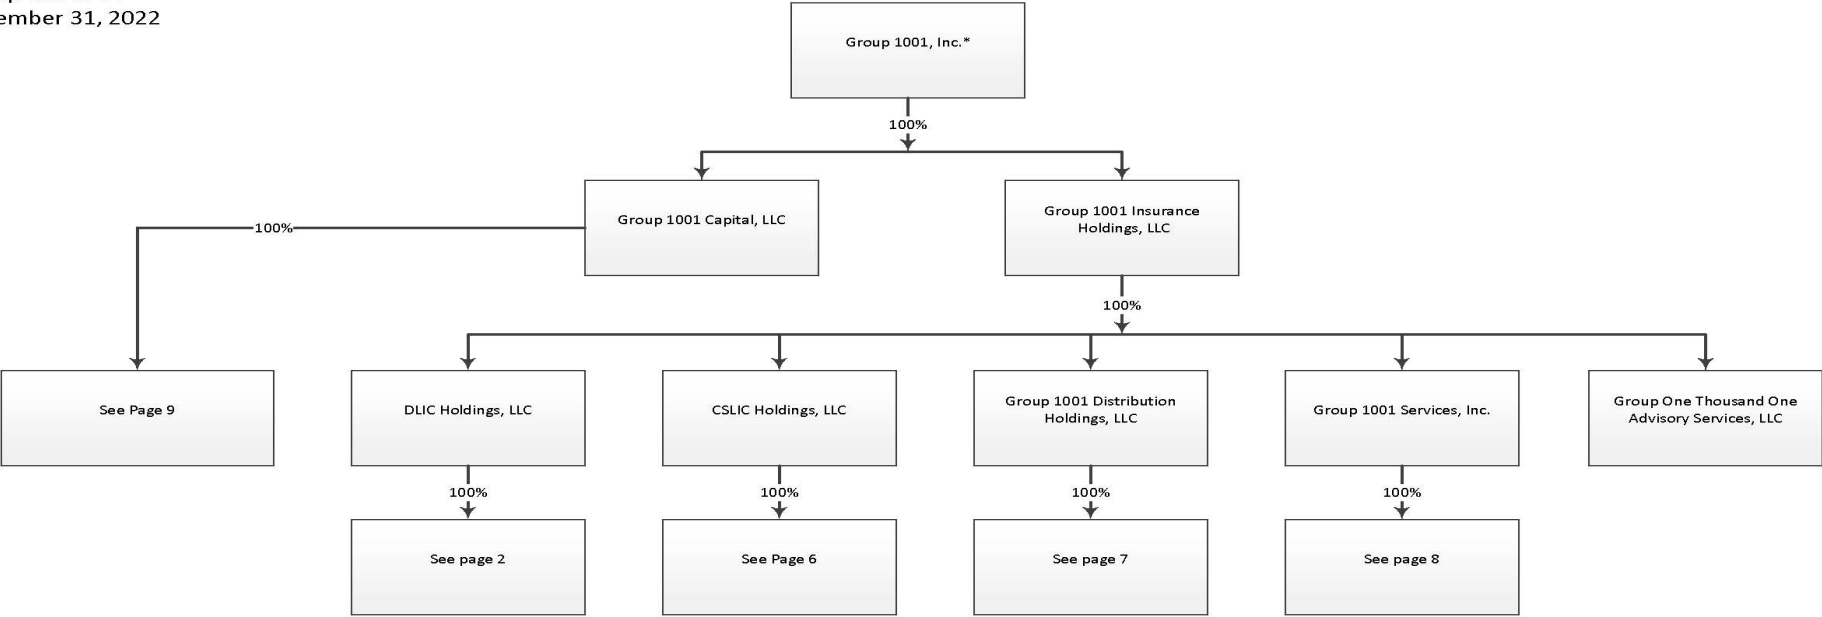 31, 2022
Group 1001, Inc.*
100%
Group 1001 Capital, LLC
Group 1001 Insurance
Holdings, LLC
100%
100%
See Page 9
DLIC Holdings, LLC
CSLIC Holdings, LLC
Group 1001 Distribution
Holdings, LLC
Group 1001 Services, Inc.
Group One Thousand One
Advisory Services, LLC
100%
100%
100%
100%
See page 2
See Page 6
See page 7
See page 8